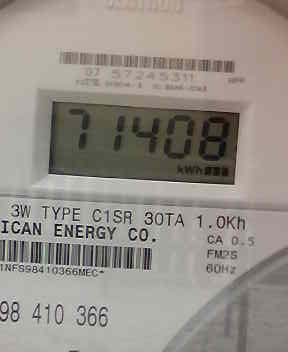 07 57245311
71408
kWh
3W TYPE C1SR 30TA 1.0Kh
ICAN ENERGY CO.
CA 0.5
FM2S
60Hz
1NFS98410366MEC*
98 410 366